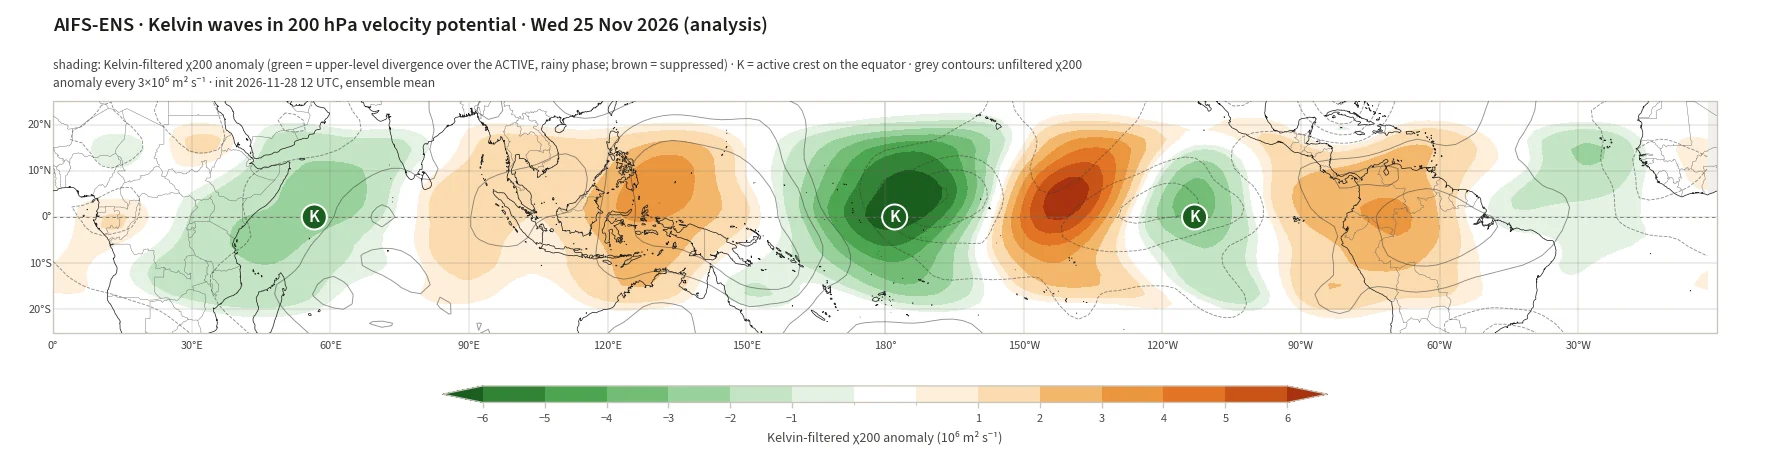 AIFS-ENS · Kelvin waves in 200 hPa velocity potential · Wed 25 Nov 2026 (analysis)
shading: Kelvin-filtered χ200 anomaly (green = upper-level divergence over the ACTIVE, rainy phase; brown = suppressed) · K = active crest on the equator · grey contours: unfiltered χ200
anomaly every 3×10⁶ m² s⁻¹ · init 2026-11-28 12 UTC, ensemble mean
20°N
10°N
0°
10°S
20°S
K K K
0° 30°E 60°E 90°E 120°E 150°E 180° 150°W 120°W 90°W 60°W 30°W
−6 −5 −4 −3 −2 −1 1 2 3 4 5 6
Kelvin-filtered χ200 anomaly (10⁶ m² s⁻¹)